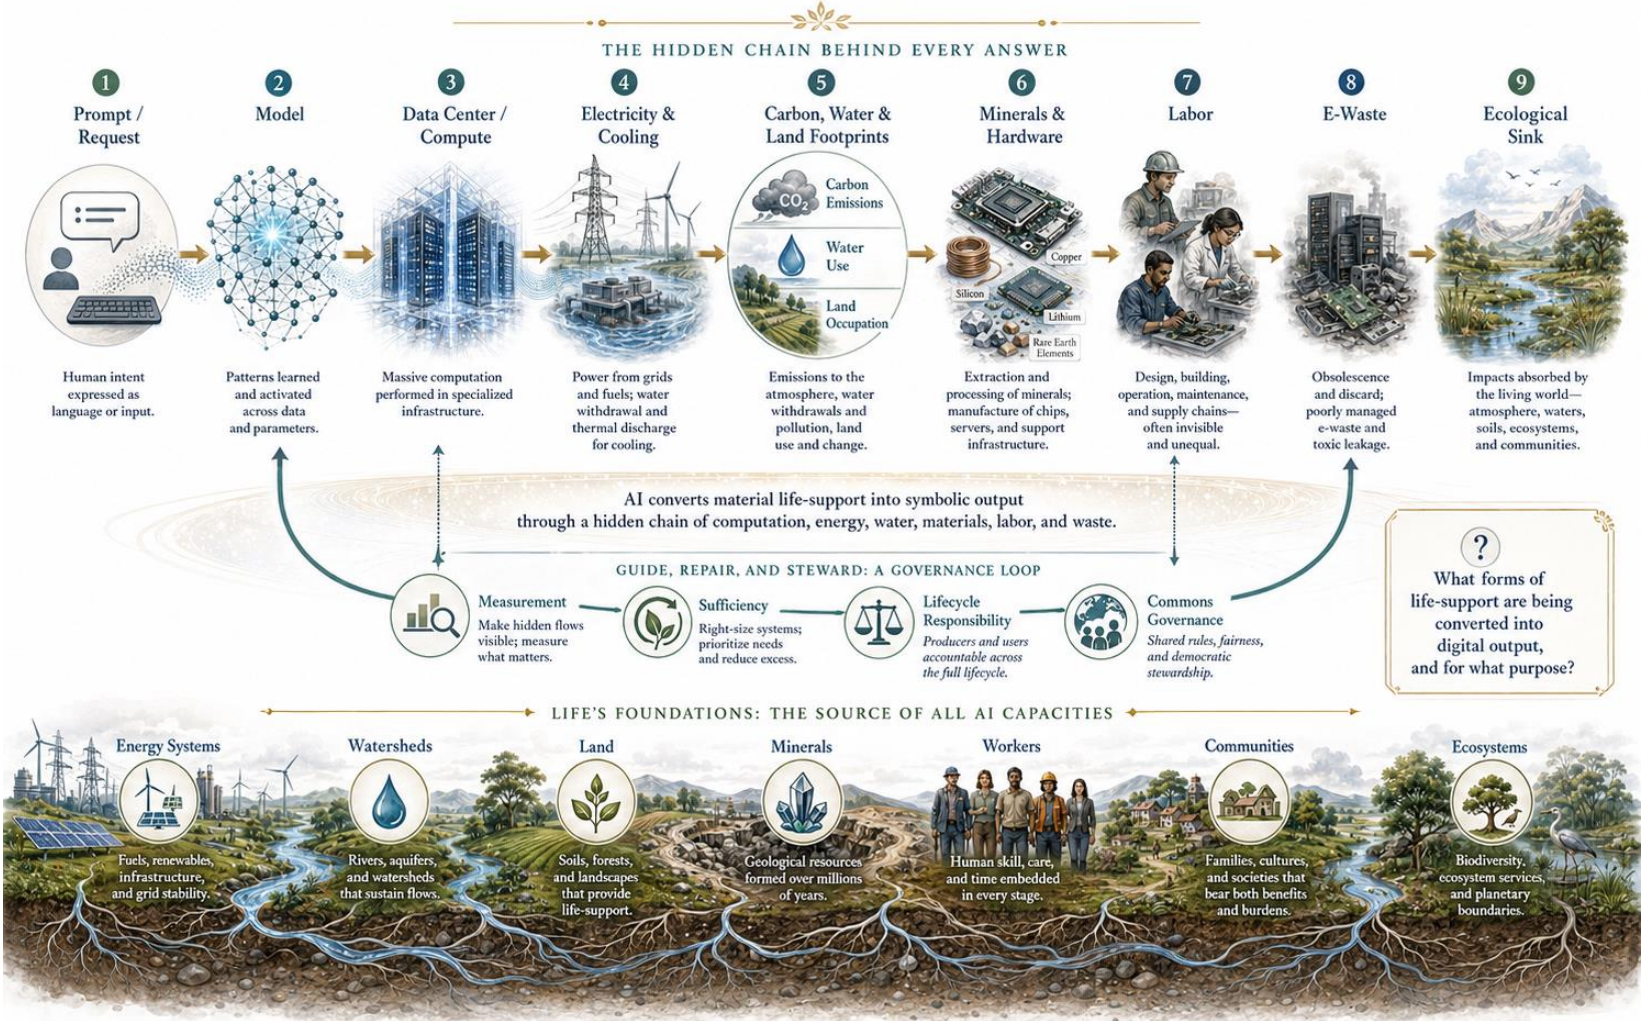 THE HIDDEN CHAIN BEHIND EVERY ANSWER
1
Prompt /
Request
Human intent
expressed as
language or input.
2
Model
Patterns learned
and activated
across data
and parameters.
3
Data Center /
Compute
Massive computation
performed in specialized
infrastructure.
4
Electricity &
Cooling
Power from grids
and fuels; water
withdrawal and
thermal discharge
for cooling.
5
Carbon, Water &
Land Footprints
CO₂
Carbon
Emissions
Water
Use
Land
Occupation
Emissions to the
atmosphere, water
withdrawals and
pollution, land
use and change.
6
Minerals &
Hardware
Copper
Silicon
Lithium
Rare Earth
Elements
Extraction and
processing of minerals;
manufacture of chips,
servers, and support
infrastructure.
7
Labor
Design, building,
operation, maintenance,
and supply chains—
often invisible
and unequal.
8
E-Waste
Obsolescence
and discard;
poorly managed
e-waste and
toxic leakage.
9
Ecological
Sink
Impacts absorbed by
the living world—
atmosphere, waters,
soils, ecosystems,
and communities.
AI converts material life-support into symbolic output
through a hidden chain of computation, energy, water, materials, labor, and waste.
GUIDE, REPAIR, AND STEWARD: A GOVERNANCE LOOP
Measurement
Make hidden flows
visible; measure
what matters.
Sufficiency
Right-size systems;
prioritize needs
and reduce excess.
Lifecycle
Responsibility
Producers and users
accountable across
the full lifecycle.
Commons
Governance
Shared rules, fairness,
and democratic
stewardship.
?
What forms of
life-support are being
converted into
digital output,
and for what purpose?
LIFE'S FOUNDATIONS: THE SOURCE OF ALL AI CAPACITIES
Energy Systems
Fuels, renewables,
infrastructure,
and grid stability.
Watersheds
Rivers, aquifers,
and watersheds
that sustain flows.
Land
Soils, forests,
and landscapes
that provide
life-support.
Minerals
Geological resources
formed over millions
of years.
Workers
Human skill, care,
and time embedded
in every stage.
Communities
Families, cultures,
and societies that
bear both benefits
and burdens.
Ecosystems
Biodiversity,
ecosystem services,
and planetary
boundaries.